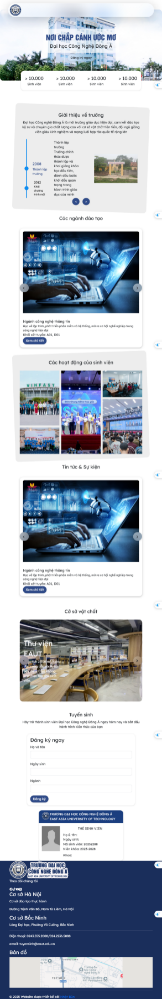 NƠI CHẮP CÁNH ƯỚC MƠ
Đại học Công Nghệ Đông Á
Đăng ký ngay
> 10.000
Sinh viên
> 10.000
Sinh viên
> 10.000
Sinh viên
> 10.000
Sinh viên
Giới thiệu về trường
Đại học Công nghệ Đông Á là môi trường giáo dục hiện đại, cam kết đào tạo
kỹ sư và chuyên gia chất lượng cao với cơ sở vật chất tiên tiến, đội ngũ giảng
viên giàu kinh nghiệm và mạng lưới hợp tác quốc tế rộng lớn
2008
Thành lập
trường
2012
Khởi
chương
trình mới
Thành lập
trường
Trường chính
thức được
thành lập và
khai giảng khóa
học đầu tiên,
đánh dấu bước
khởi đầu quan
trọng trong
hành trình giáo
dục của mình
<
>
Các ngành đào tạo
Ngành công nghệ thông tin
Học về lập trình, phát triển phần mềm và hệ thống, mở ra cơ hội nghề nghiệp trong
công nghệ hiện đại
Khối xét tuyển: A01, D01
Xem chi tiết
Các hoạt động của sinh viên
VINFAST
Tin tức & Sự kiện
Ngành công nghệ thông tin
Học về lập trình, phát triển phần mềm và hệ thống, mở ra cơ hội nghề nghiệp trong
công nghệ hiện đại
Khối xét tuyển: A01, D01
Xem chi tiết
Cở sở vật chất
Thư viện
EAUT
Tuyển sinh
Hãy trở thành sinh viên Đại học Công nghệ Đông Á ngay hôm nay và bắt đầu
hành trình kiến thức của bạn
Đăng ký ngay
Họ và tên
Ngày sinh
Ngành
Đăng ký
TRƯỜNG ĐẠI HỌC CÔNG NGHỆ ĐÔNG Á
EAST ASIA UNIVERSITY OF TECHNOLOGY
THẺ SINH VIÊN
Họ & tên:
Ngày sinh:
Mã sinh viên: 20232288
Niên khóa: 2023-2028
Khoa:
TRƯỜNG ĐẠI HỌC
CÔNG NGHỆ ĐÔNG Á
EAST ASIA UNIVERSITY OF TECHNOLOGY
Theo dõi chúng tôi
Cơ sở Hà Nội
Cơ sở đào tạo thực hành
Đường Trịnh Văn Bô, Nam Từ Liêm, Hà Nội
Cơ sở Bắc Ninh
Làng Đại học, Phường Võ Cường, Bắc Ninh
Điện thoại: 0243.555.2008/024.2236.5888
email: tuyensinh@eaut.edu.vn
Bản đồ
© 2025 Website được thiết kế bởi